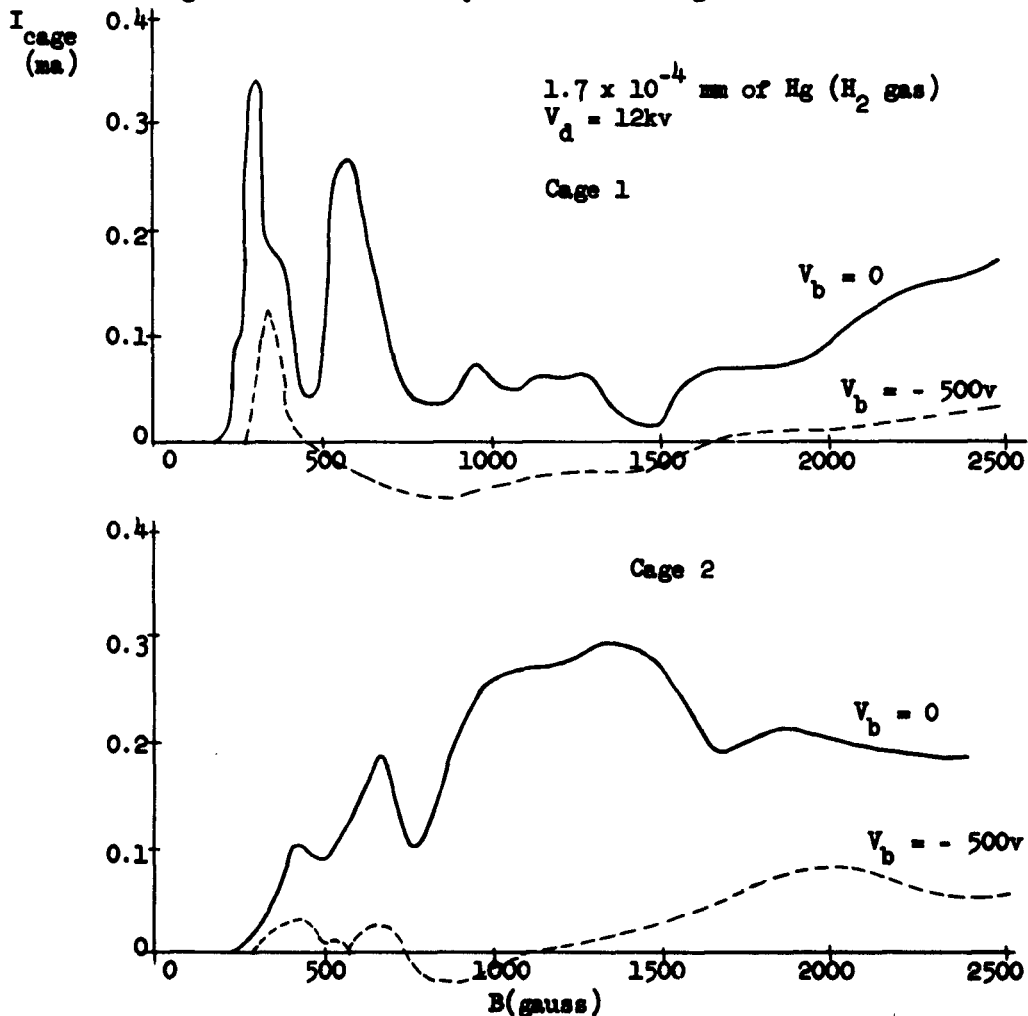 I cage
(ma)
0.4
0.3
0.2
0.1
0
1.7 x 10^-4 mm of Hg (H2 gas)
Vd = 12kv
Cage 1
Vb = 0
Vb = - 500v
0 500 1000 1500 2000 2500
0.4
0.3
0.2
0.1
0
Cage 2
Vb = 0
Vb = - 500v
0 500 1000 1500 2000 2500
B(gauss)